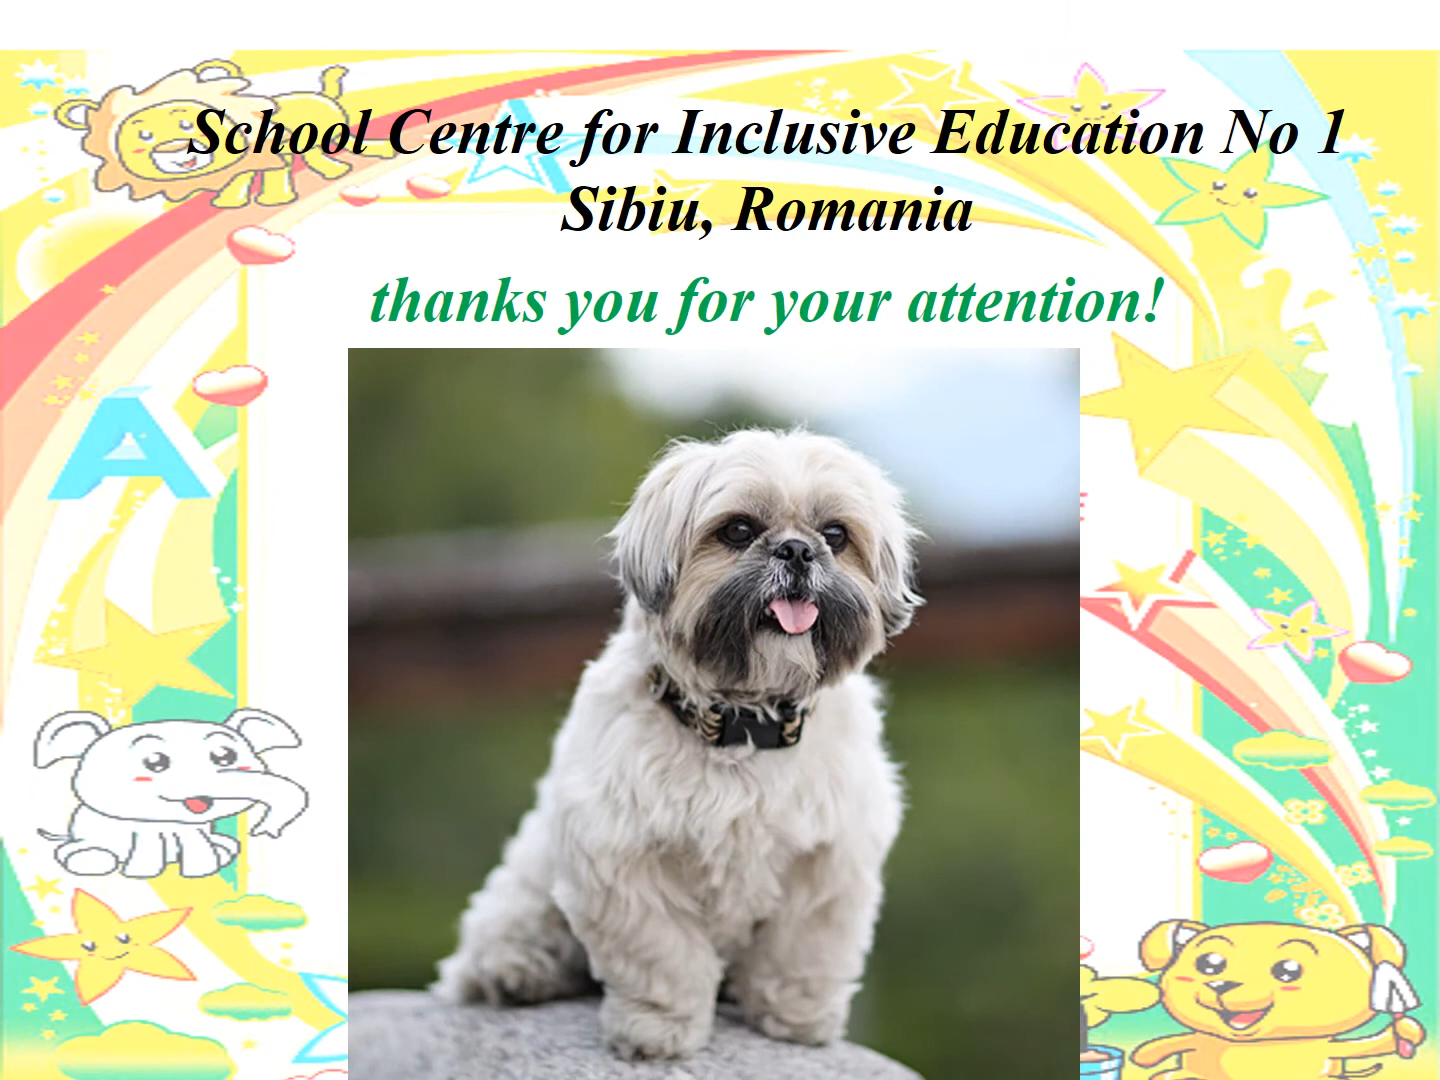 School Centre for Inclusive Education No 1
Sibiu, Romania
thanks you for your attention!
A